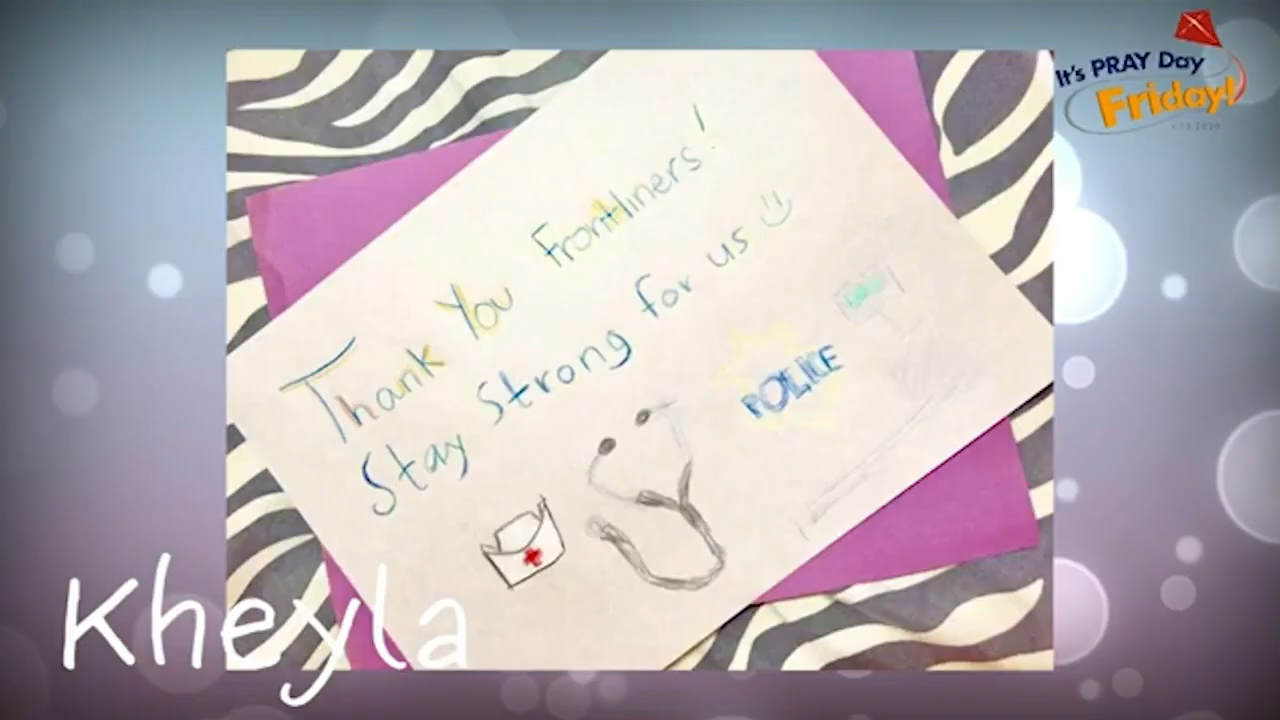 It's PRAY Day
Friday!
Thank You Frontliners!
Stay Strong for us
POLICE
Kheyla